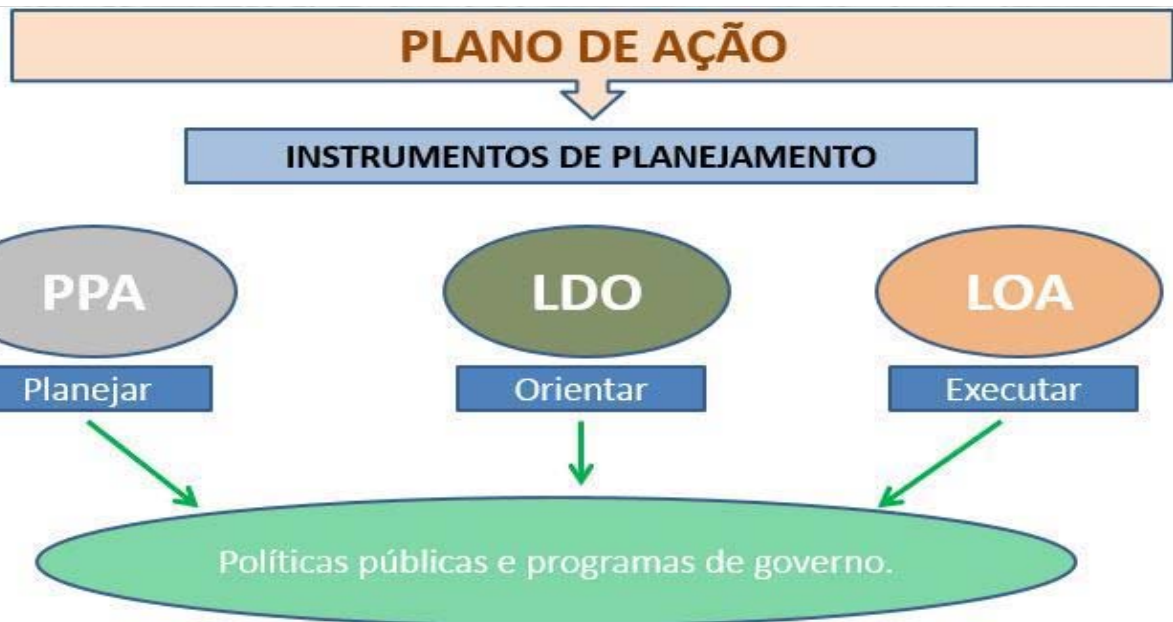 PLANO DE AÇÃO
INSTRUMENTOS DE PLANEJAMENTO
PPA
LDO
LOA
Planejar
Orientar
Executar
Políticas públicas e programas de governo.